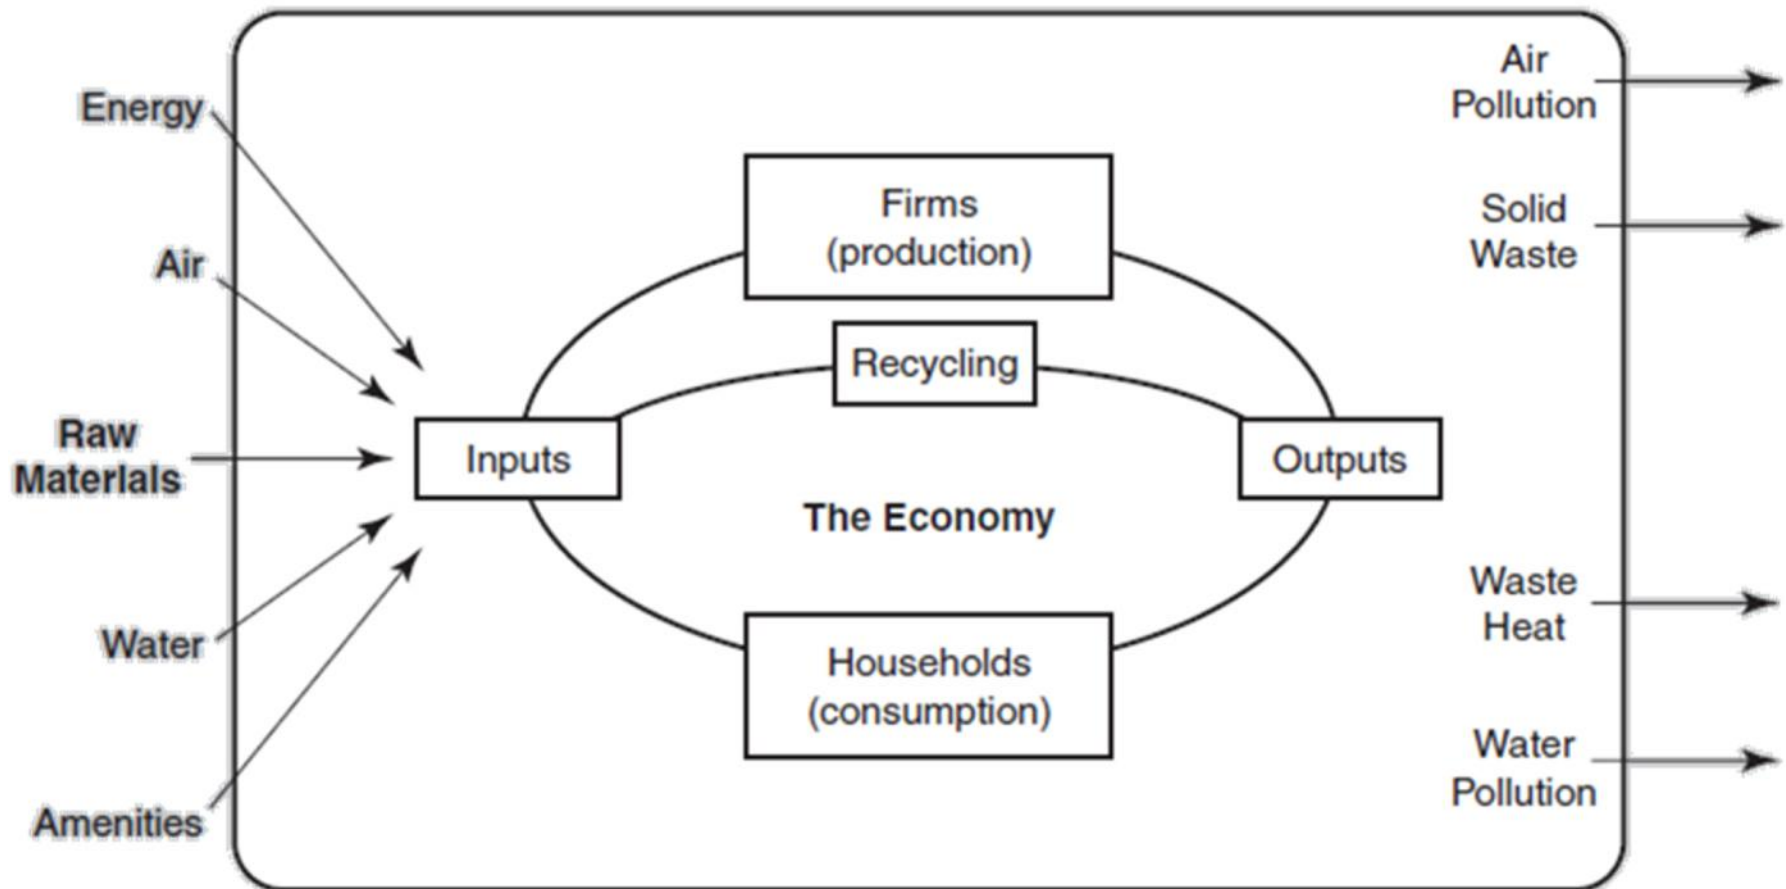 Energy
Air
Raw
Materials
Water
Amenities
Firms
(production)
Recycling
Inputs
Outputs
The Economy
Households
(consumption)
Air
Pollution
Solid
Waste
Waste
Heat
Water
Pollution